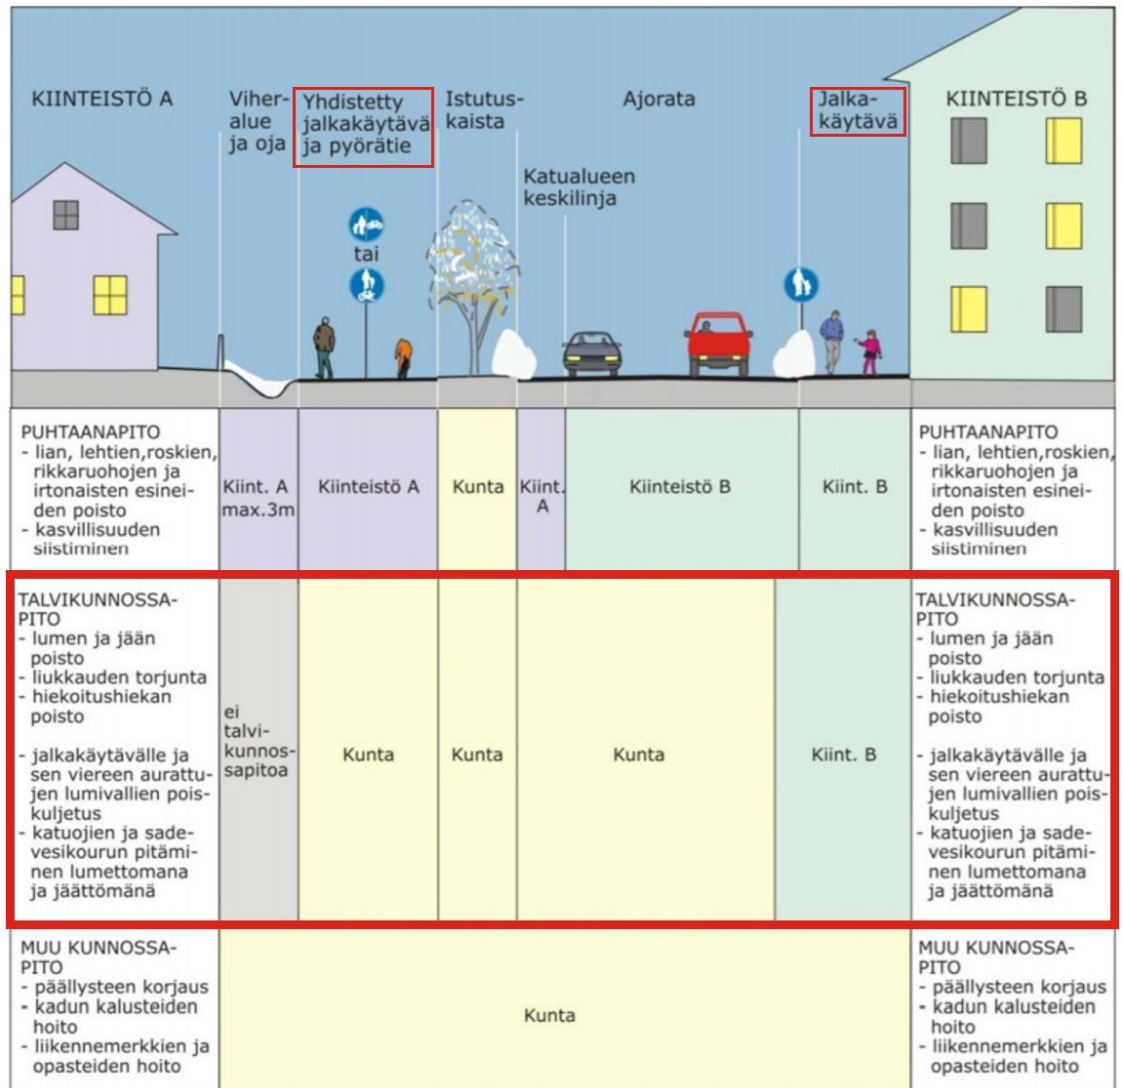 KIINTEISTÖ A
Viher-
alue
ja oja
Yhdistetty
jalkakäytävä
ja pyörätie
Istutus-
kaista
Ajorata
Jalka-
käytävä
KIINTEISTÖ B
Katualueen
keskilinja
tai
PUHTAANAPITO
- lian, lehtien,roskien,
rikkaruohojen ja
irtonaisten esinei-
den poisto
- kasvillisuuden
siistiminen
Kiint. A
max.3m
Kiinteistö A
Kunta
Kiint.
A
Kiinteistö B
Kiint. B
PUHTAANAPITO
- lian, lehtien,roskien,
rikkaruohojen ja
irtonaisten esinei-
den poisto
- kasvillisuuden
siistiminen
TALVIKUNNOSSA-
PITO
- lumen ja jään
poisto
- liukkauden torjunta
- hiekoitushiekan
poisto
- jalkakäytävälle ja
sen viereen aurattu-
jen lumivallien pois-
kuljetus
- katuojien ja sade-
vesikourun pitämi-
nen lumettomana
ja jäättömänä
ei
talvi-
kunnos-
sapitoa
Kunta
Kunta
Kunta
Kiint. B
TALVIKUNNOSSA-
PITO
- lumen ja jään
poisto
- liukkauden torjunta
- hiekoitushiekan
poisto
- jalkakäytävälle ja
sen viereen aurattu-
jen lumivallien pois-
kuljetus
- katuojien ja sade-
vesikourun pitämi-
nen lumettomana
ja jäättömänä
MUU KUNNOSSA-
PITO
- päällysteen korjaus
- kadun kalusteiden
hoito
- liikennemerkkien ja
opasteiden hoito
Kunta
MUU KUNNOSSA-
PITO
- päällysteen korjaus
- kadun kalusteiden
hoito
- liikennemerkkien ja
opasteiden hoito